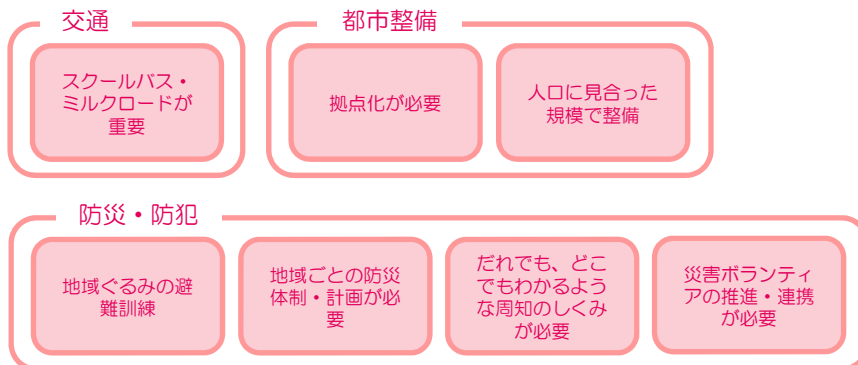 交通
スクールバス・
ミルクロードが
重要
都市整備
拠点化が必要
人口に見合った
規模で整備
防災・防犯
地域ぐるみの避
難訓練
地域ごとの防災
体制・計画が必
要
だれでも、どこ
でもわかるよう
な周知のしくみ
が必要
災害ボランティ
アの推進・連携
が必要